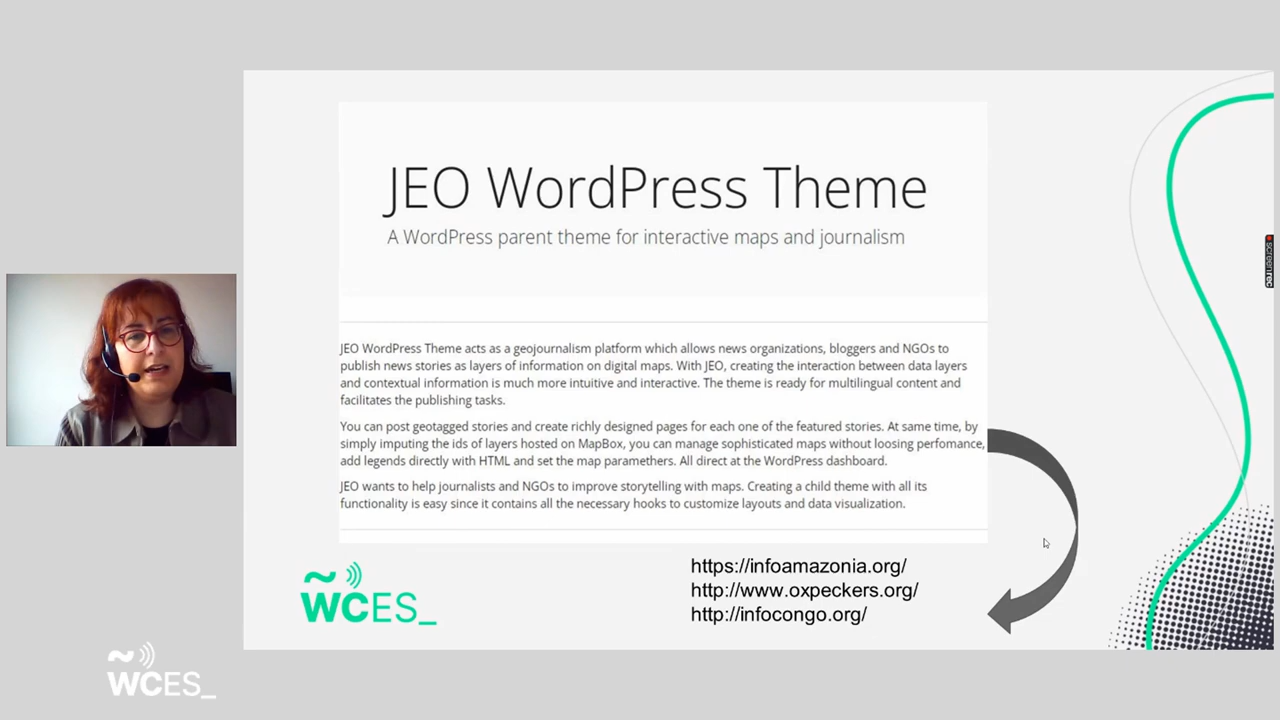 JEO WordPress Theme
A WordPress parent theme for interactive maps and journalism
JEO WordPress Theme acts as a geojournalism platform which allows news organizations, bloggers and NGOs to
publish news stories as layers of information on digital maps. With JEO, creating the interaction between data layers
and contextual information is much more intuitive and interactive. The theme is ready for multilingual content and
facilitates the publishing tasks.
You can post geotagged stories and create richly designed pages for each one of the featured stories. At same time, by
simply imputing the ids of layers hosted on MapBox, you can manage sophisticated maps without loosing perfomance,
add legends directly with HTML and set the map paramethers. All direct at the WordPress dashboard.
JEO wants to help journalists and NGOs to improve storytelling with maps. Creating a child theme with all its
functionality is easy since it contains all the necessary hooks to customize layouts and data visualization.
https://infoamazonia.org/
http://www.oxpeckers.org/
http://infocongo.org/
~
WCES_
~
WCES_
screenrec